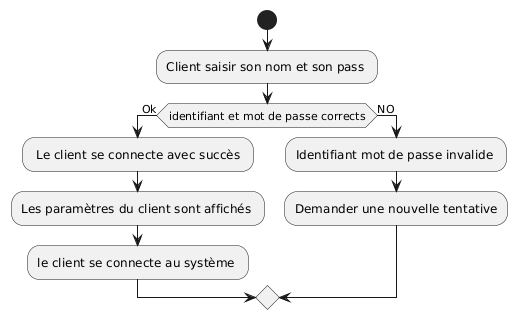 Client saisir son nom et son pass
identifiant et mot de passe corrects
Ok
NO
Le client se connecte avec succès
Identifiant mot de passe invalide
Les paramètres du client sont affichés
Demander une nouvelle tentative
le client se connecte au système